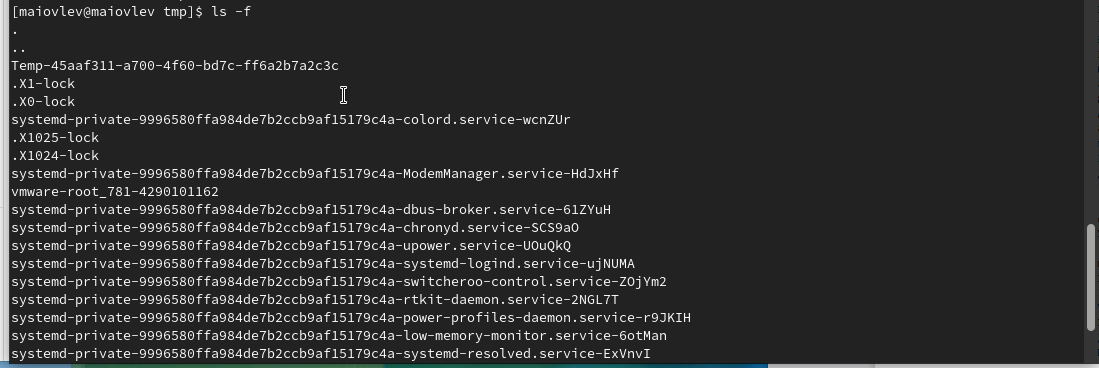 [maiovlev@maiovlev tmp]$ ls -f
.
..
Temp-45aaf311-a700-4f60-bd7c-ff6a2b7a2c3c
.X1-lock
.X0-lock
systemd-private-9996580ffa984de7b2ccb9af15179c4a-colord.service-wcnZUr
.X1025-lock
.X1024-lock
systemd-private-9996580ffa984de7b2ccb9af15179c4a-ModemManager.service-HdJxHf
vmware-root_781-4290101162
systemd-private-9996580ffa984de7b2ccb9af15179c4a-dbus-broker.service-61ZYuH
systemd-private-9996580ffa984de7b2ccb9af15179c4a-chronyd.service-SCS9aO
systemd-private-9996580ffa984de7b2ccb9af15179c4a-upower.service-UOuQkQ
systemd-private-9996580ffa984de7b2ccb9af15179c4a-systemd-logind.service-ujNUMA
systemd-private-9996580ffa984de7b2ccb9af15179c4a-switcheroo-control.service-ZOjYm2
systemd-private-9996580ffa984de7b2ccb9af15179c4a-rtkit-daemon.service-2NGL7T
systemd-private-9996580ffa984de7b2ccb9af15179c4a-power-profiles-daemon.service-r9JKIH
systemd-private-9996580ffa984de7b2ccb9af15179c4a-low-memory-monitor.service-6otMan
systemd-private-9996580ffa984de7b2ccb9af15179c4a-systemd-resolved.service-ExVnvI